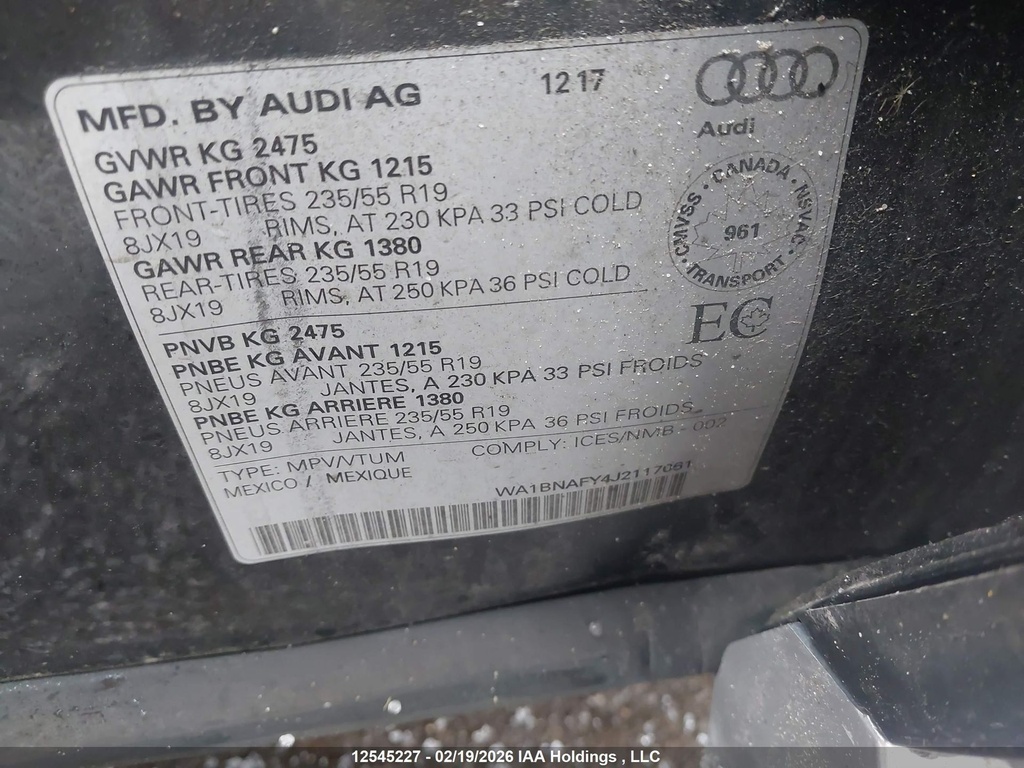 MFD. BY AUDI AG 12 17
Audi
GVWR KG 2475
GAWR FRONT KG 1215
FRONT-TIRES 235/55 R19
8JX19 RIMS, AT 230 KPA 33 PSI COLD
GAWR REAR KG 1380
REAR-TIRES 235/55 R19
8JX19 RIMS, AT 250 KPA 36 PSI COLD
CANADA · NSVAC · TRANSPORT · CMVSS ·
961
EC
PNVB KG 2475
PNBE KG AVANT 1215
PNEUS AVANT 235/55 R19
8JX19 JANTES, A 230 KPA 33 PSI FROIDS
PNBE KG ARRIERE 1380
PNEUS ARRIERE 235/55 R19
8JX19 JANTES, A 250 KPA 36 PSI FROIDS
TYPE: MPV/VTUM COMPLY: ICES/NMB - 002
MEXICO / MEXIQUE
WA1BNAFY4J2117061
12545227 - 02/19/2026 IAA Holdings , LLC